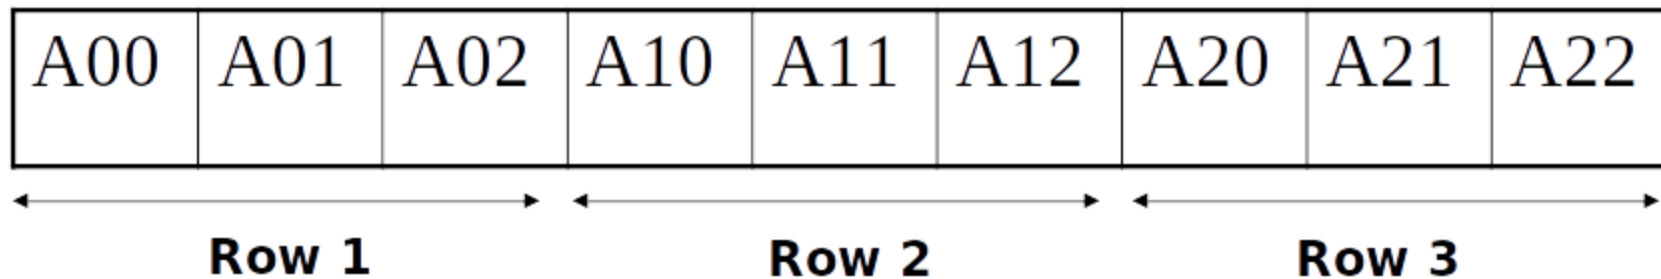 A00 A01 A02 A10 A11 A12 A20 A21 A22
Row 1 Row 2 Row 3